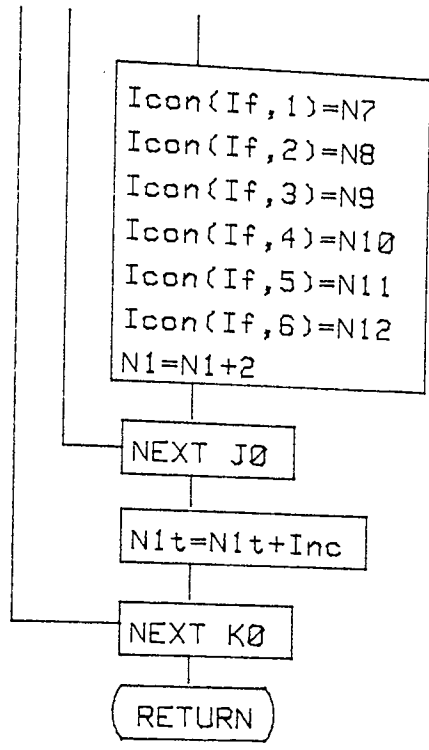 Icon(If,1)=N7
Icon(If,2)=N8
Icon(If,3)=N9
Icon(If,4)=N10
Icon(If,5)=N11
Icon(If,6)=N12
N1=N1+2
NEXT J0
N1t=N1t+Inc
NEXT K0
RETURN